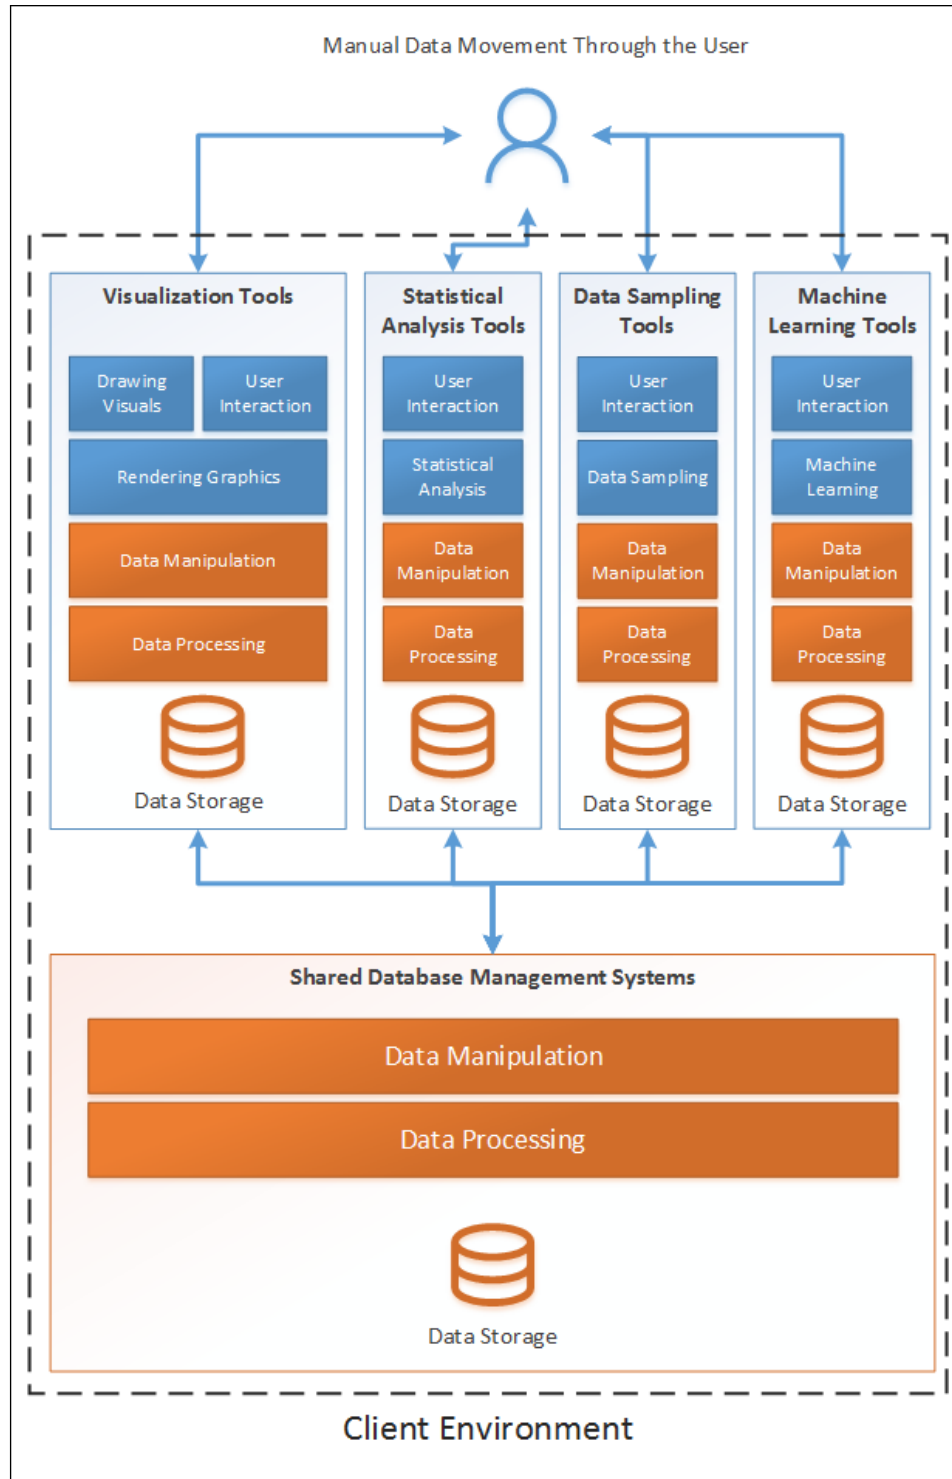 Manual Data Movement Through the User
Visualization Tools
Drawing
Visuals
User
Interaction
Rendering Graphics
Data Manipulation
Data Processing
Data Storage
Statistical
Analysis Tools
User
Interaction
Statistical
Analysis
Data
Manipulation
Data
Processing
Data Storage
Data Sampling
Tools
User
Interaction
Data Sampling
Data
Manipulation
Data
Processing
Data Storage
Machine
Learning Tools
User
Interaction
Machine
Learning
Data
Manipulation
Data
Processing
Data Storage
Shared Database Management Systems
Data Manipulation
Data Processing
Data Storage
Client Environment